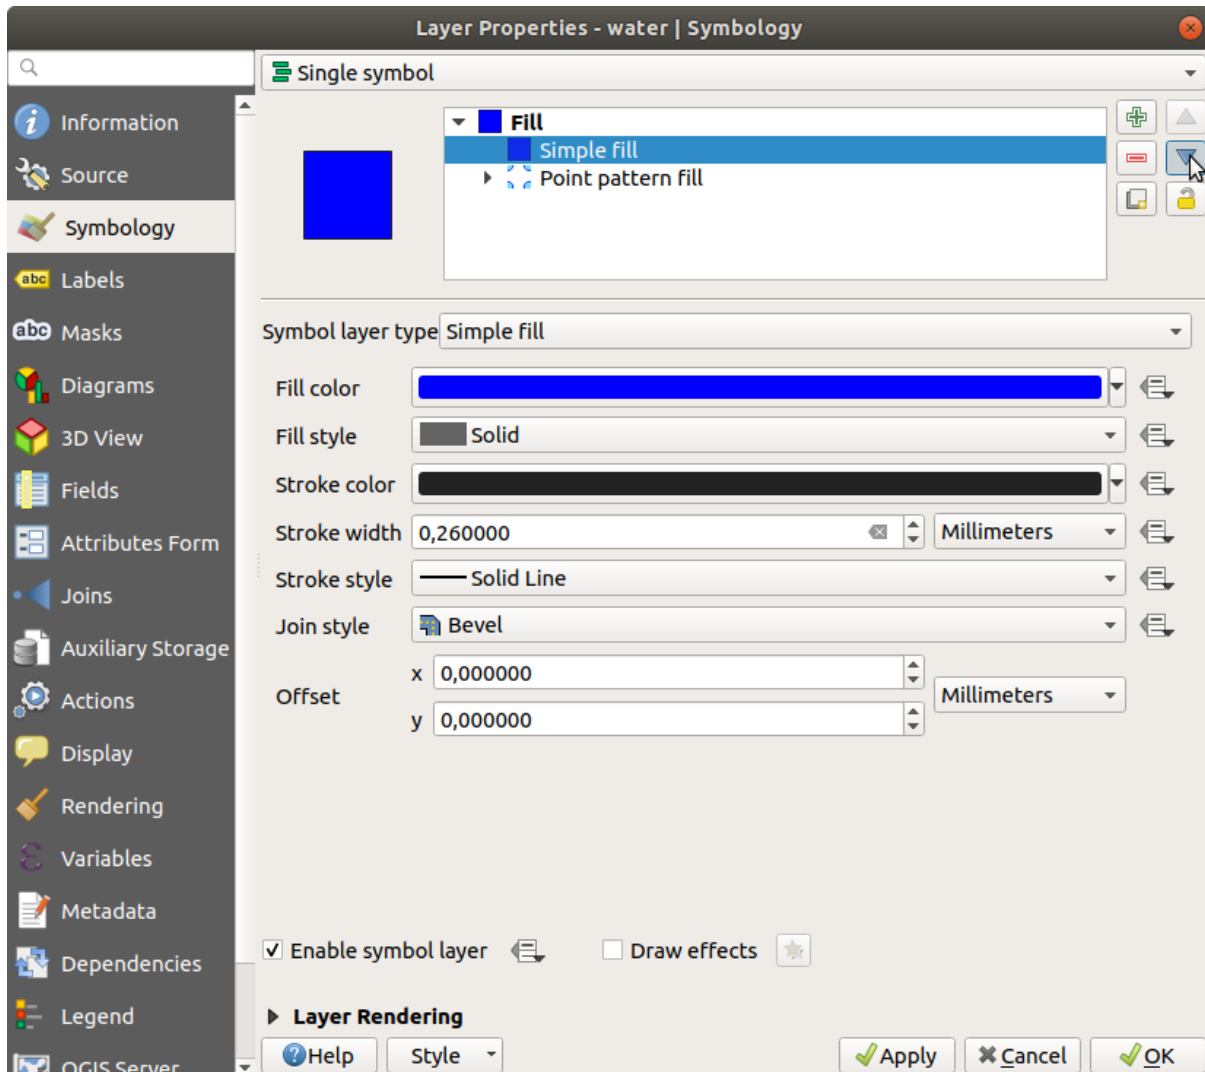 Layer Properties - water | Symbology
Single symbol
Information
Source
Symbology
Labels
Masks
Diagrams
3D View
Fields
Attributes Form
Joins
Auxiliary Storage
Actions
Display
Rendering
Variables
Metadata
Dependencies
Legend
QGIS Server
Fill
Simple fill
Point pattern fill
Symbol layer type Simple fill
Fill color
Fill style Solid
Stroke color
Stroke width 0,260000 Millimeters
Stroke style Solid Line
Join style Bevel
Offset x 0,000000 Millimeters
y 0,000000
Enable symbol layer Draw effects
Layer Rendering
Help Style Apply Cancel OK